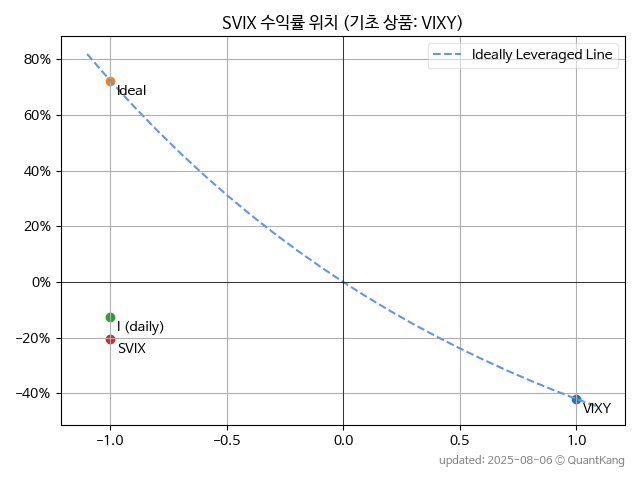 SVIX 수익률 위치 (기초 상품: VIXY)
Ideally Leveraged Line
80%
60%
40%
20%
0%
−20%
−40%
Ideal
I (daily)
SVIX
VIXY
−1.0
−0.5
0.0
0.5
1.0
updated: 2025-08-06 © QuantKang